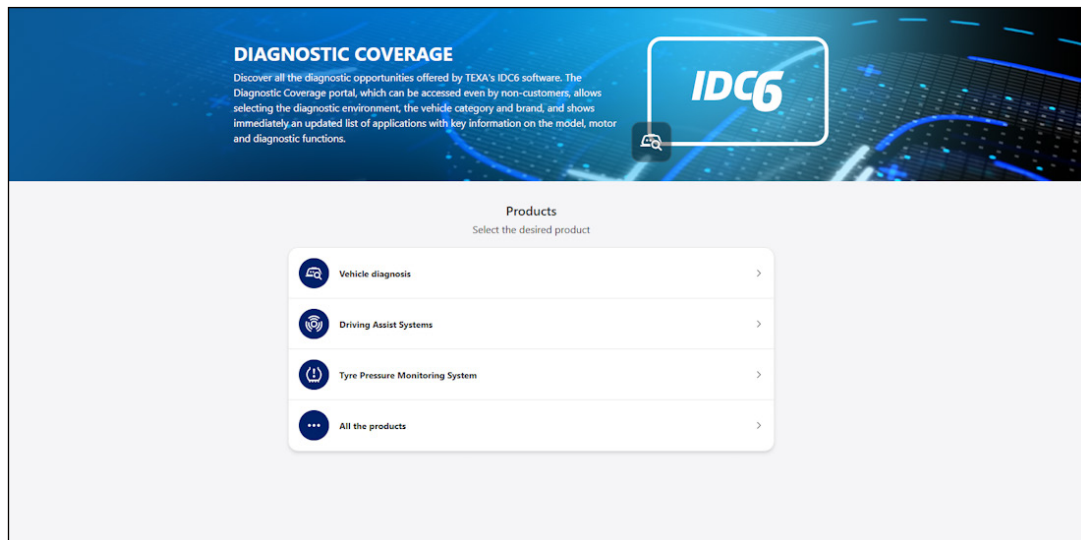 DIAGNOSTIC COVERAGE
Discover all the diagnostic opportunities offered by TEXA's IDC6 software. The
Diagnostic Coverage portal, which can be accessed even by non-customers, allows
selecting the diagnostic environment, the vehicle category and brand, and shows
immediately an updated list of applications with key information on the model, motor
and diagnostic functions.
IDC6
Products
Select the desired product
Vehicle diagnosis
Driving Assist Systems
Tyre Pressure Monitoring System
All the products